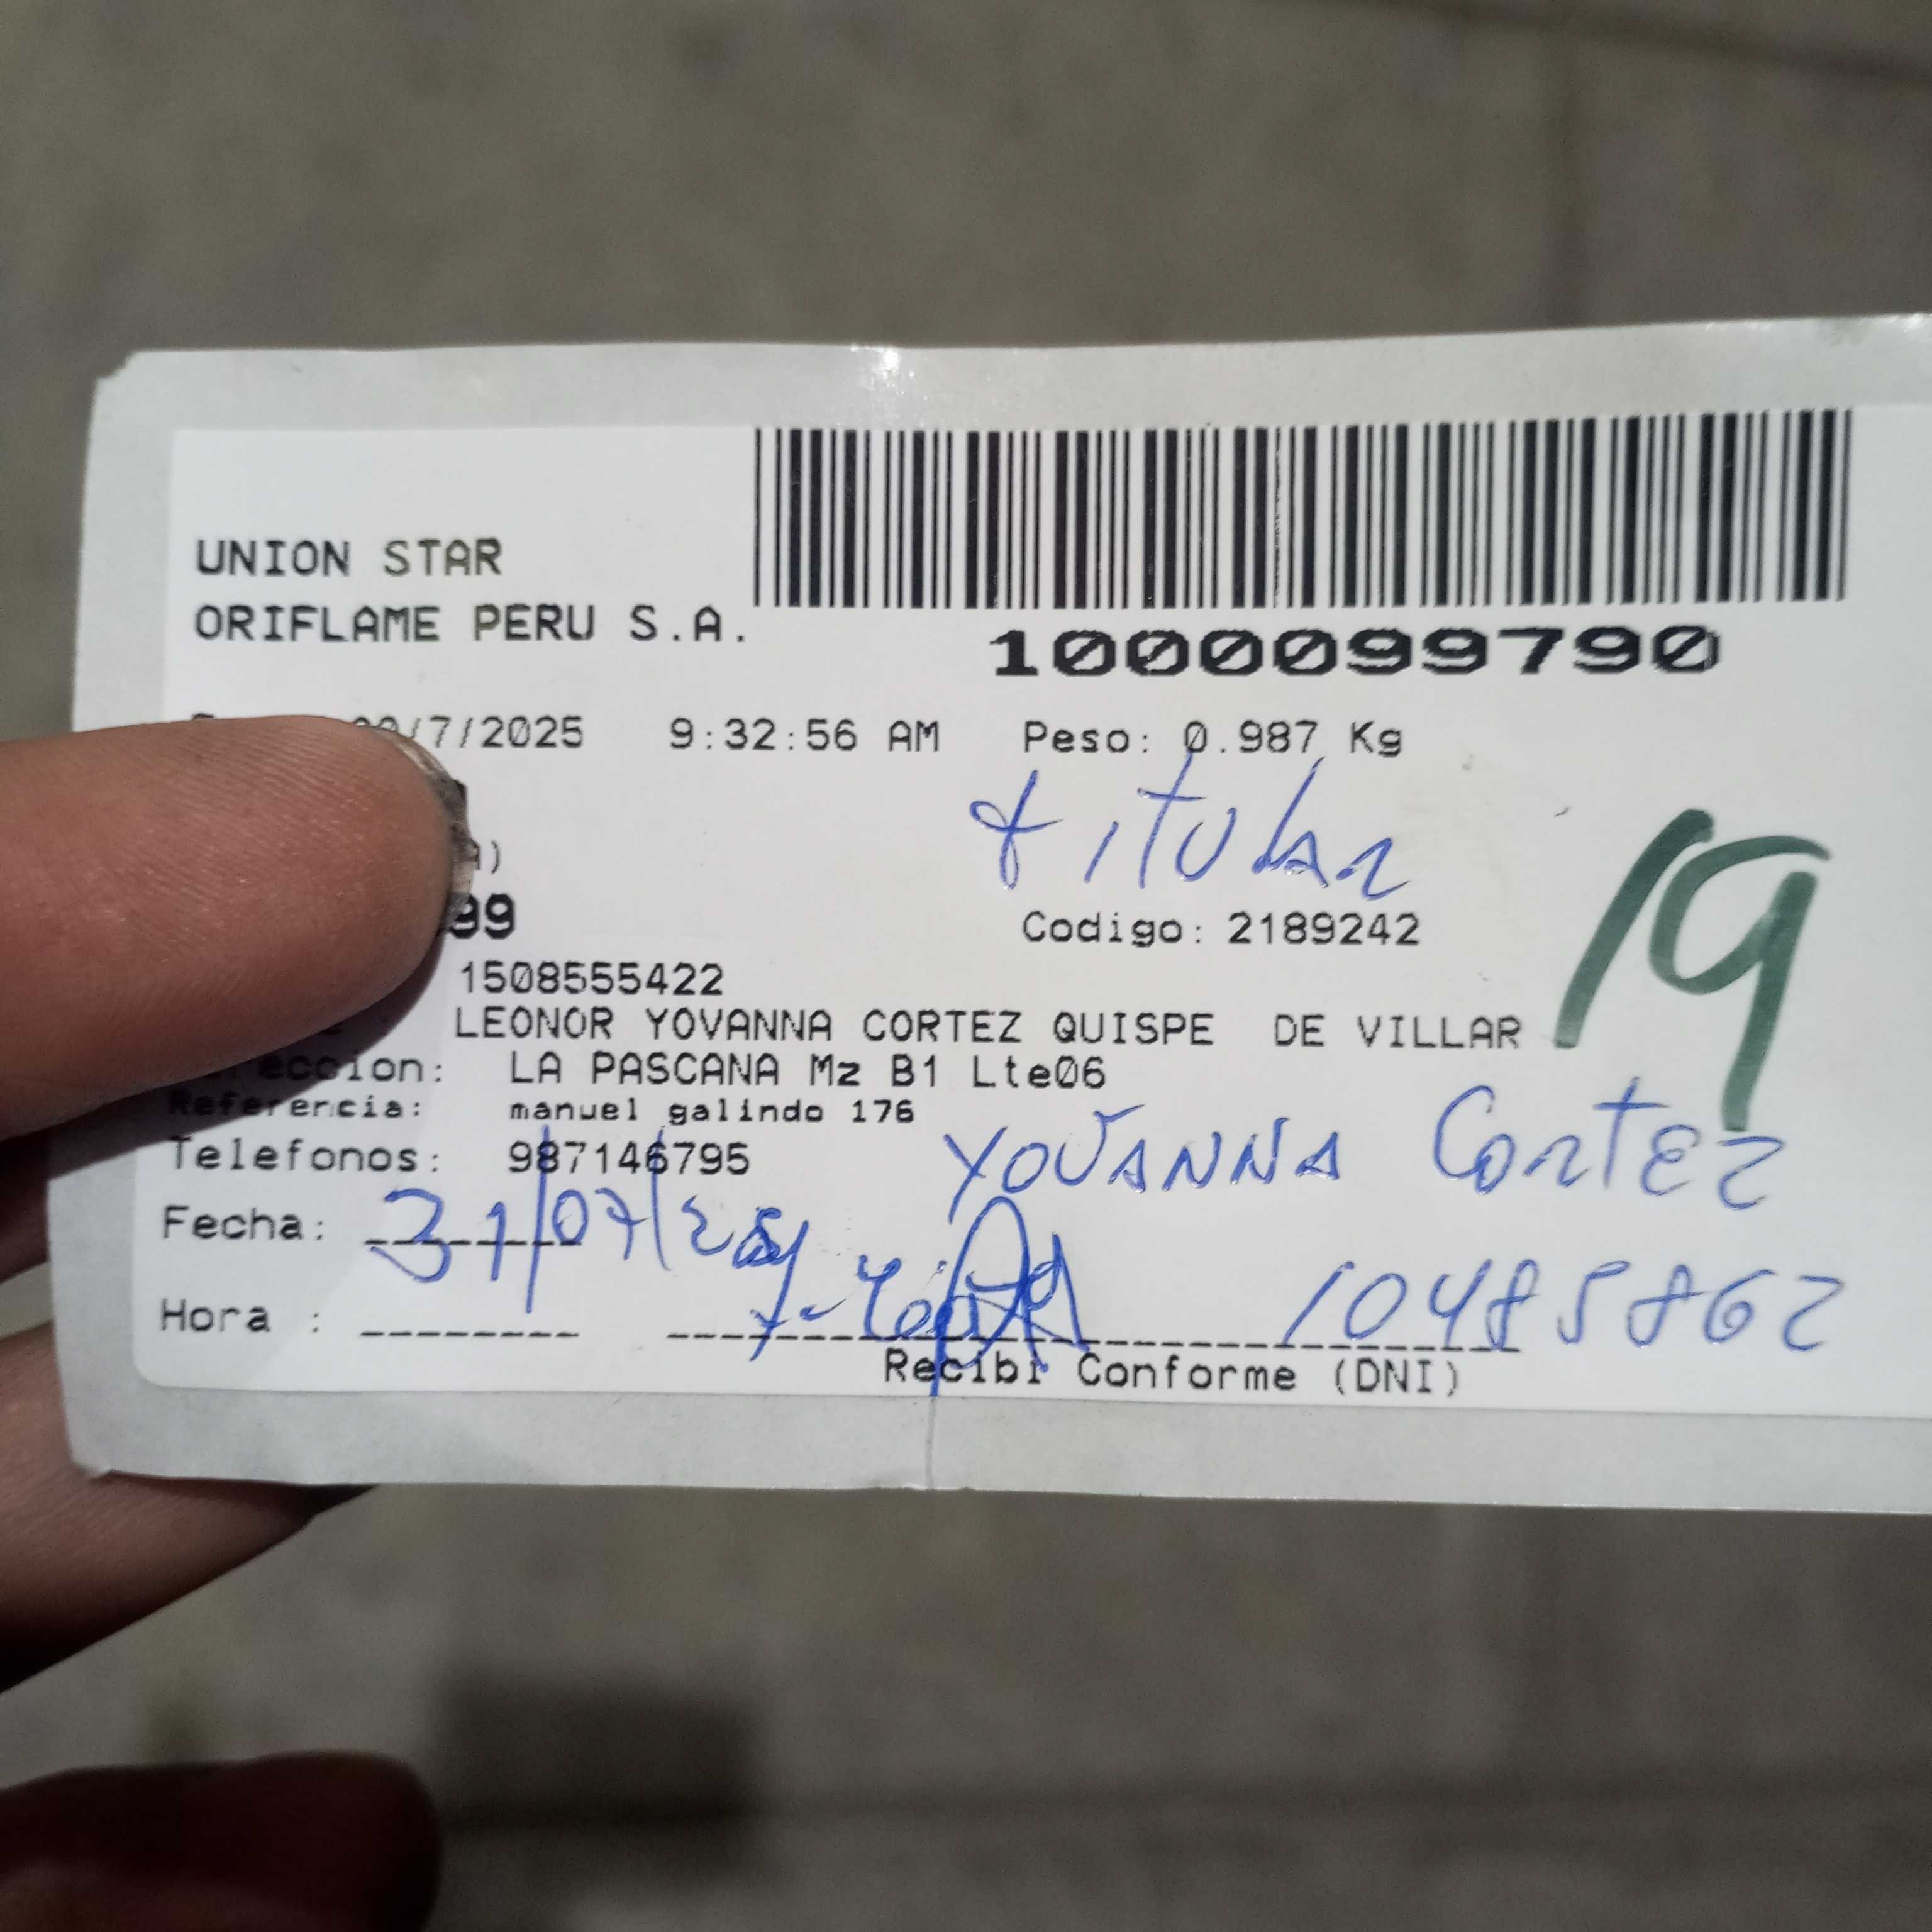 UNION STAR
ORIFLAME PERU S.A.
1000099790
/7/2025 9:32:56 AM Peso: 0.987 Kg
titular
19
99
Codigo: 2189242
1508555422
LEONOR YOVANNA CORTEZ QUISPE DE VILLAR
eccion: LA PASCANA Mz B1 Lte06
Referencia: manuel galindo 176
Telefonos: 987146795
YOVANNA Cortez
Fecha: 31/07/25
10485862
Hora :
Recibi Conforme (DNI)